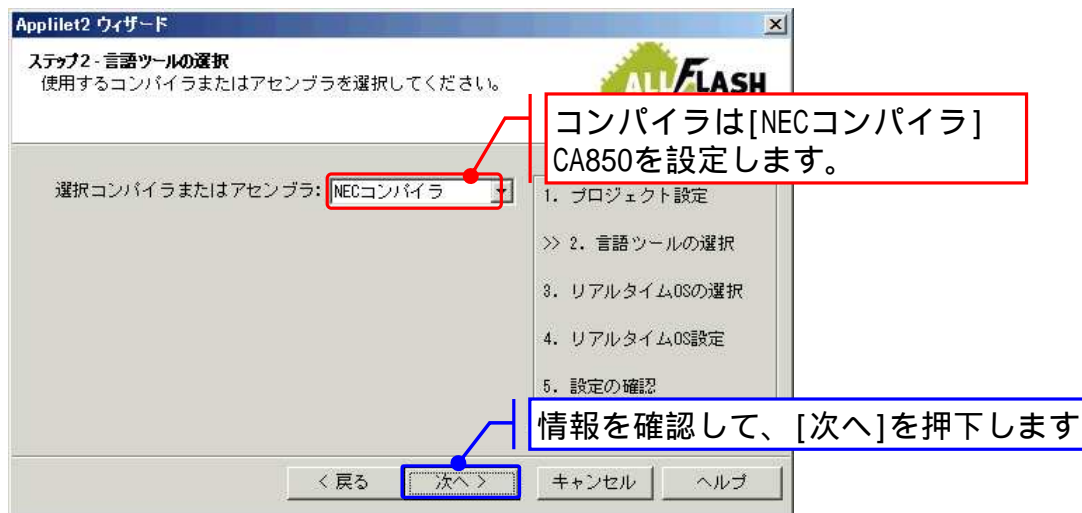 Applilet2 ウィザード
ステップ2 - 言語ツールの選択
使用するコンパイラまたはアセンブラを選択してください。
ALL FLASH
コンパイラは[NECコンパイラ]
CA850を設定します。
選択コンパイラまたはアセンブラ: NECコンパイラ
1. プロジェクト設定
>> 2. 言語ツールの選択
3. リアルタイムOSの選択
4. リアルタイムOS設定
5. 設定の確認
情報を確認して、[次へ]を押下します
< 戻る
次へ >
キャンセル
ヘルプ